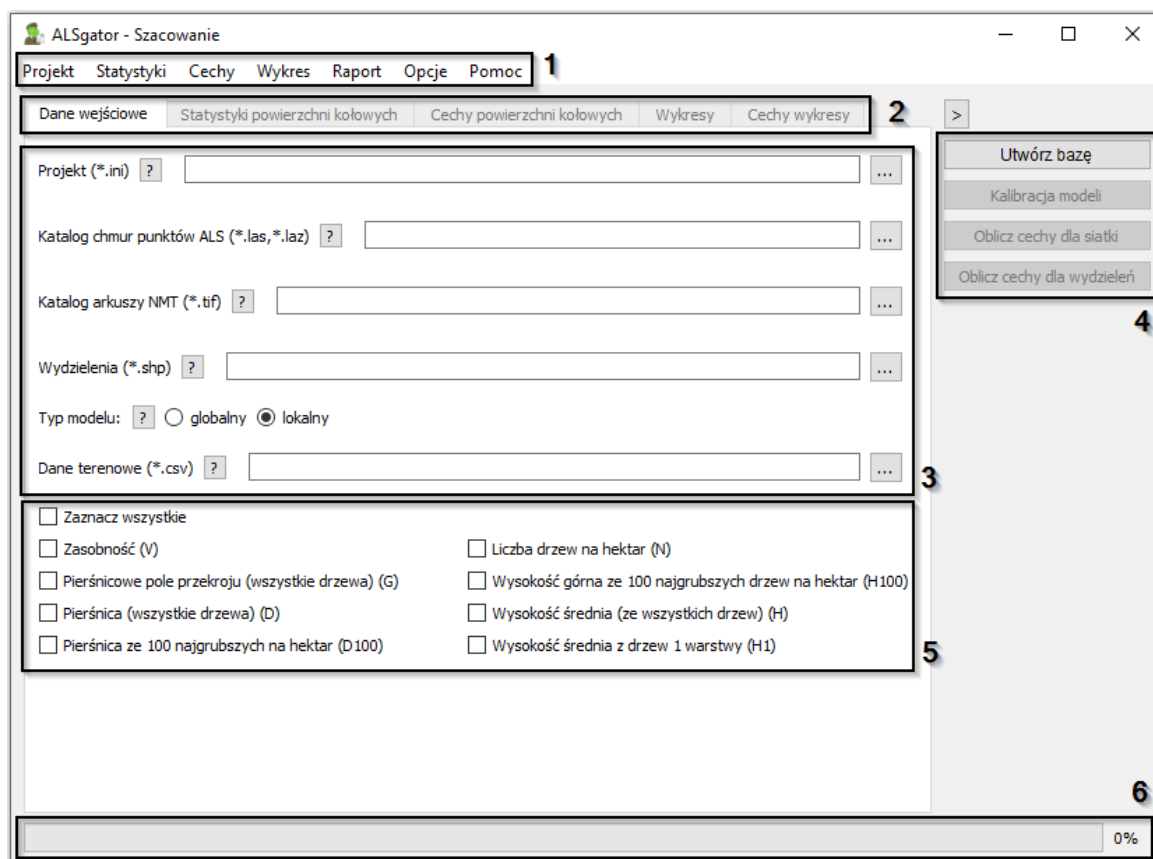 ALSgator - Szacowanie
Projekt Statystyki Cechy Wykres Raport Opcje Pomoc 1
Dane wejściowe Statystyki powierzchni kołowych Cechy powierzchni kołowych Wykresy Cechy wykresy 2 >
Projekt (*.ini) ? ...
Utwórz bazę
Kalibracja modeli
Katalog chmur punktów ALS (*.las,*.laz) ? ...
Oblicz cechy dla siatki
Oblicz cechy dla wydzieleń
Katalog arkuszy NMT (*.tif) ? ...
4
Wydzielenia (*.shp) ? ...
Typ modelu: ? globalny lokalny
Dane terenowe (*.csv) ? ...
3
Zaznacz wszystkie
Zasobność (V) Liczba drzew na hektar (N)
Pierśnicowe pole przekroju (wszystkie drzewa) (G) Wysokość górna ze 100 najgrubszych drzew na hektar (H100)
Pierśnica (wszystkie drzewa) (D) Wysokość średnia (ze wszystkich drzew) (H)
Pierśnica ze 100 najgrubszych na hektar (D100) Wysokość średnia z drzew 1 warstwy (H1)
5
6
0%